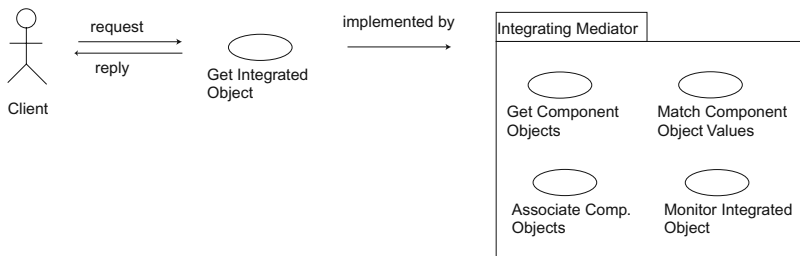 request
reply
Client
Get Integrated
Object
implemented by
Integrating Mediator
Get Component
Objects
Match Component
Object Values
Associate Comp.
Objects
Monitor Integrated
Object